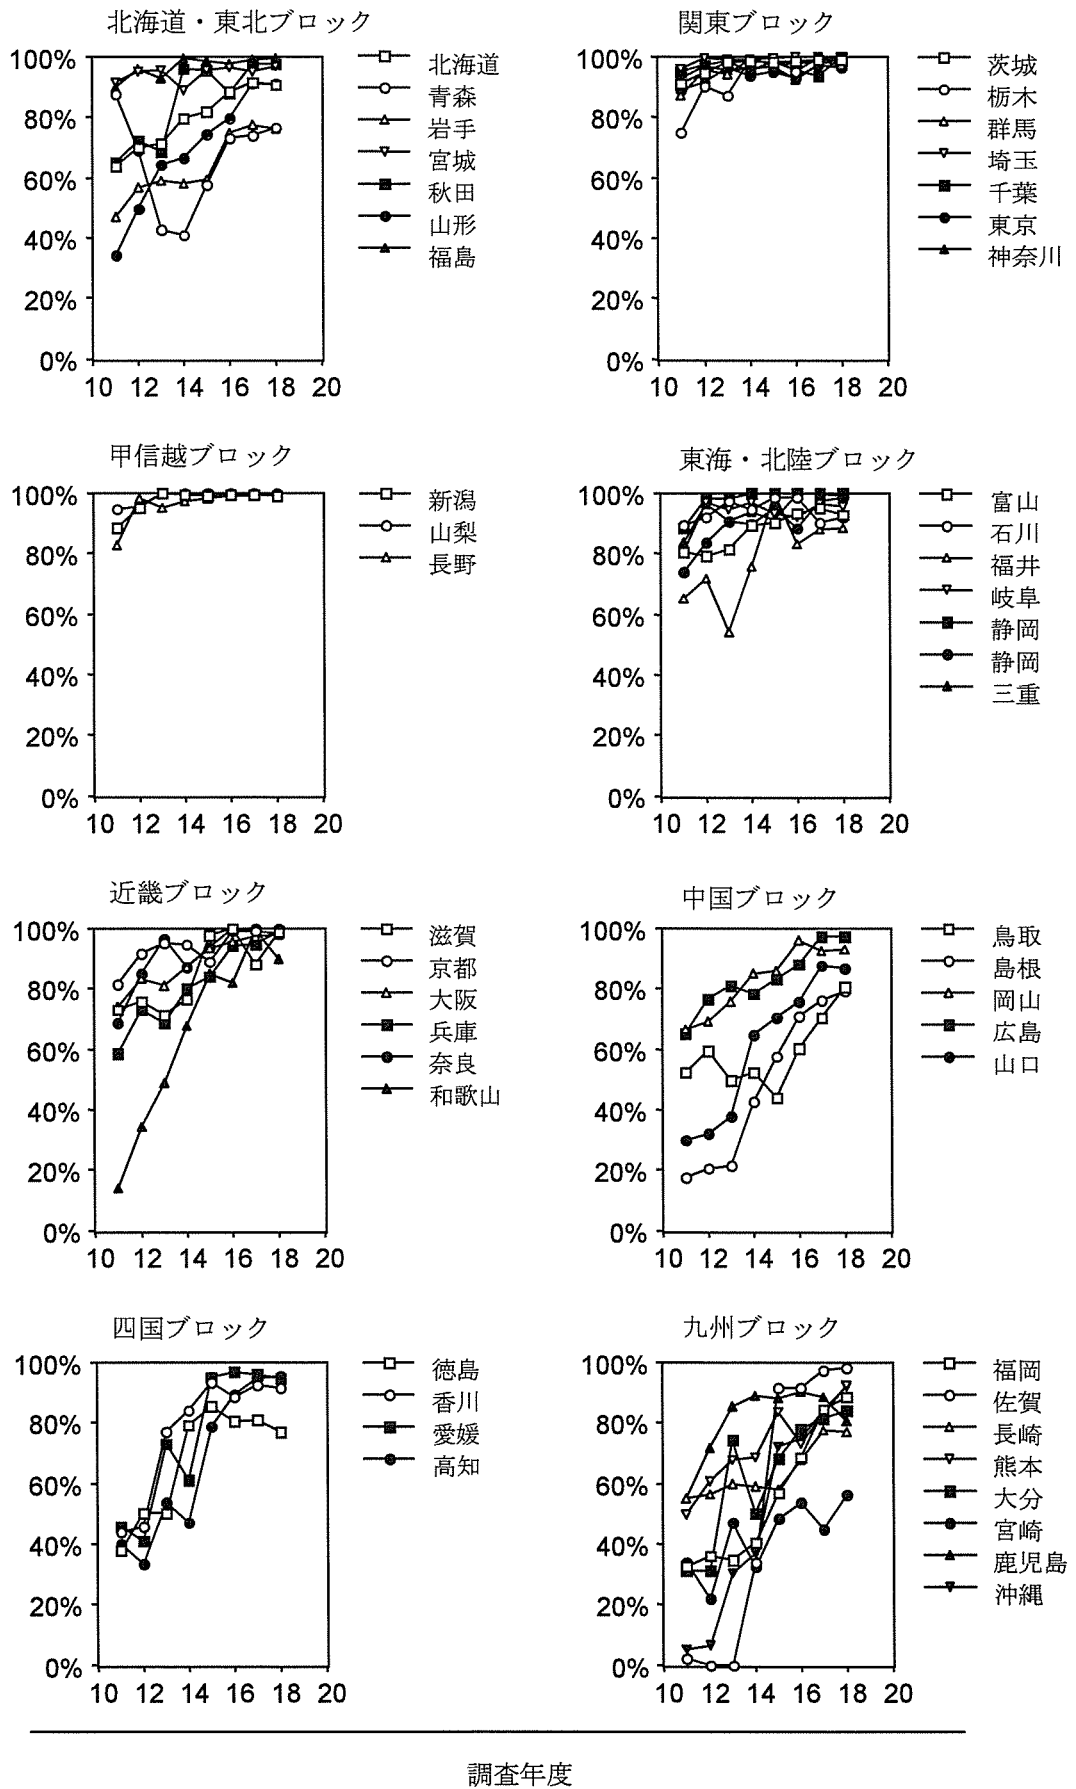 北海道・東北ブロック
100%
80%
60%
40%
20%
0%
10 12 14 16 18 20
北海道
青森
岩手
宮城
秋田
山形
福島
関東ブロック
100%
80%
60%
40%
20%
0%
10 12 14 16 18 20
茨城
栃木
群馬
埼玉
千葉
東京
神奈川
甲信越ブロック
100%
80%
60%
40%
20%
0%
10 12 14 16 18 20
新潟
山梨
長野
東海・北陸ブロック
100%
80%
60%
40%
20%
0%
10 12 14 16 18 20
富山
石川
福井
岐阜
静岡
静岡
三重
近畿ブロック
100%
80%
60%
40%
20%
0%
10 12 14 16 18 20
滋賀
京都
大阪
兵庫
奈良
和歌山
中国ブロック
100%
80%
60%
40%
20%
0%
10 12 14 16 18 20
鳥取
島根
岡山
広島
山口
四国ブロック
100%
80%
60%
40%
20%
0%
10 12 14 16 18 20
徳島
香川
愛媛
高知
九州ブロック
100%
80%
60%
40%
20%
0%
10 12 14 16 18 20
福岡
佐賀
長崎
熊本
大分
宮崎
鹿児島
沖縄
調査年度